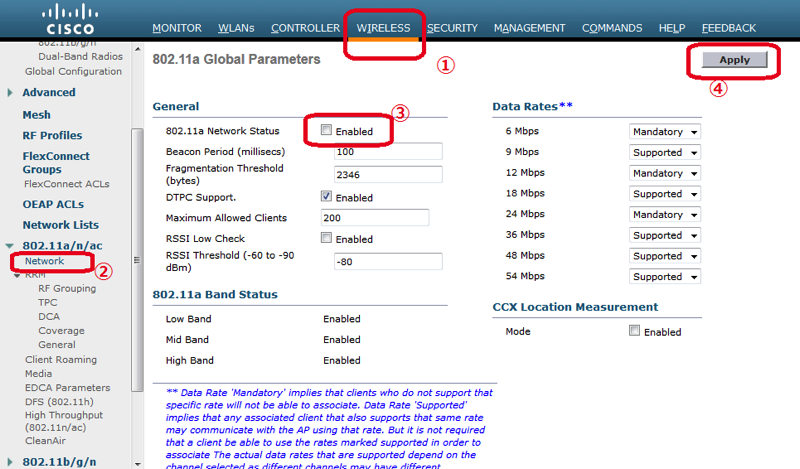 CISCO
MONITOR WLANs CONTROLLER WIRELESS SECURITY MANAGEMENT COMMANDS HELP FEEDBACK
①
②
③
④
802.11b/g/n
Dual-Band Radios
Global Configuration
Advanced
Mesh
RF Profiles
FlexConnect
Groups
FlexConnect ACLs
OEAP ACLs
Network Lists
802.11a/n/ac
Network
RRM
RF Grouping
TPC
DCA
Coverage
General
Client Roaming
Media
EDCA Parameters
DFS (802.11h)
High Throughput
(802.11n/ac)
CleanAir
802.11b/g/n
802.11a Global Parameters
Apply
General
802.11a Network Status Enabled
Beacon Period (millisecs) 100
Fragmentation Threshold
(bytes) 2346
DTPC Support. Enabled
Maximum Allowed Clients 200
RSSI Low Check Enabled
RSSI Threshold (-60 to -90
dBm) -80
802.11a Band Status
Low Band Enabled
Mid Band Enabled
High Band Enabled
Data Rates**
6 Mbps Mandatory
9 Mbps Supported
12 Mbps Mandatory
18 Mbps Supported
24 Mbps Mandatory
36 Mbps Supported
48 Mbps Supported
54 Mbps Supported
CCX Location Measurement
Mode Enabled
** Data Rate 'Mandatory' implies that clients who do not support that
specific rate will not be able to associate. Data Rate 'Supported'
implies that any associated client that also supports that same rate
may communicate with the AP using that rate. But it is not required
that a client be able to use the rates marked supported in order to
associate The actual data rates that are supported depend on the
channel selected as different channels may have different